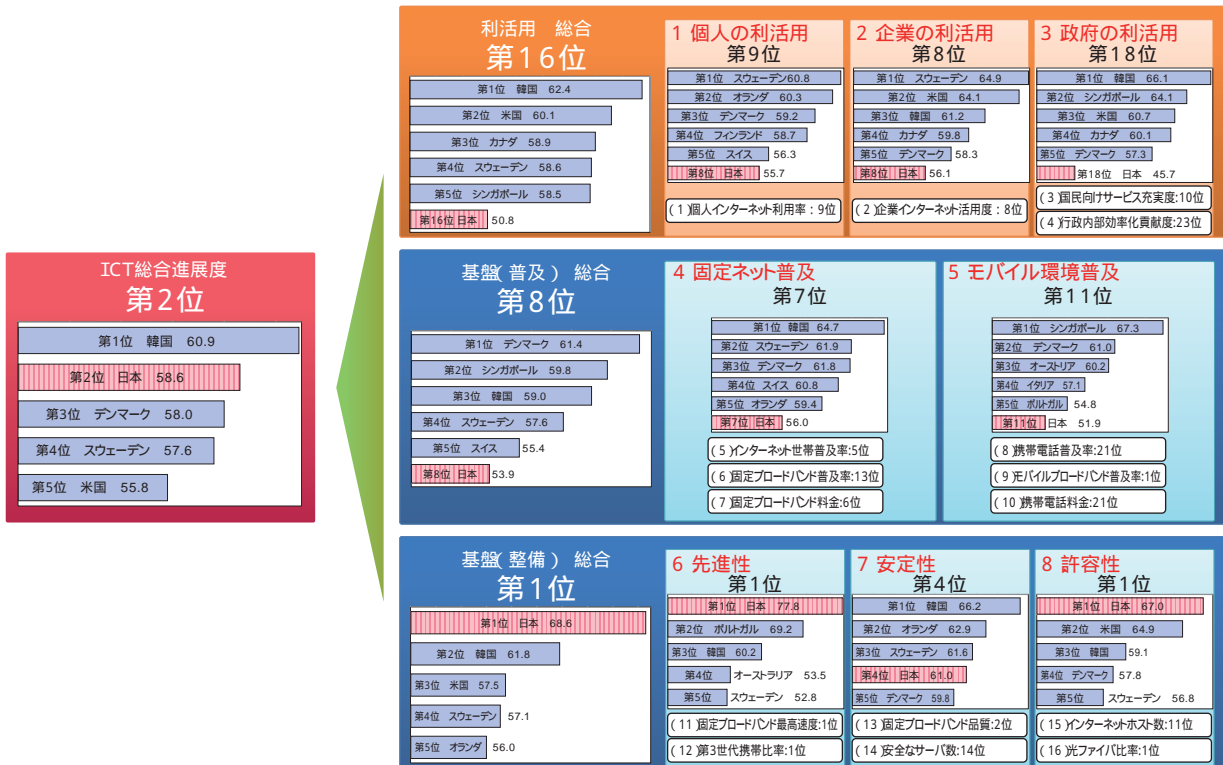 ICT総合進展度
第2位
第1位 韓国 60.9
第2位 日本 58.6
第3位 デンマーク 58.0
第4位 スウェーデン 57.6
第5位 米国 55.8
利活用 総合
第16位
第1位 韓国 62.4
第2位 米国 60.1
第3位 カナダ 58.9
第4位 スウェーデン 58.6
第5位 シンガポール 58.5
第16位 日本 50.8
1 個人の利活用
第9位
第1位 スウェーデン60.8
第2位 オランダ 60.3
第3位 デンマーク 59.2
第4位 フィンランド 58.7
第5位 スイス 56.3
第8位 日本 55.7
(1)個人インターネット利用率:9位
2 企業の利活用
第8位
第1位 スウェーデン 64.9
第2位 米国 64.1
第3位 韓国 61.2
第4位 カナダ 59.8
第5位 デンマーク 58.3
第8位 日本 56.1
(2)企業インターネット活用度:8位
3 政府の利活用
第18位
第1位 韓国 66.1
第2位 シンガポール 64.1
第3位 米国 60.7
第4位 カナダ 60.1
第5位 デンマーク 57.3
第18位 日本 45.7
(3)国民向けサービス充実度:10位
(4)行政内部効率化貢献度:23位
基盤(普及) 総合
第8位
第1位 デンマーク 61.4
第2位 シンガポール 59.8
第3位 韓国 59.0
第4位 スウェーデン 57.6
第5位 スイス 55.4
第8位 日本 53.9
4 固定ネット普及
第7位
第1位 韓国 64.7
第2位 スウェーデン 61.9
第3位 デンマーク 61.8
第4位 スイス 60.8
第5位 オランダ 59.4
第7位 日本 56.0
(5)インターネット世帯普及率:5位
(6)固定ブロードバンド普及率:13位
(7)固定ブロードバンド料金:6位
5 モバイル環境普及
第11位
第1位 シンガポール 67.3
第2位 デンマーク 61.0
第3位 オーストリア 60.2
第4位 イタリア 57.1
第5位 ポルトガル 54.8
第11位 日本 51.9
(8)携帯電話普及率:21位
(9)モバイルブロードバンド普及率:1位
(10)携帯電話料金:21位
基盤(整備) 総合
第1位
第1位 日本 68.6
第2位 韓国 61.8
第3位 米国 57.5
第4位 スウェーデン 57.1
第5位 オランダ 56.0
6 先進性
第1位
第1位 日本 77.8
第2位 ポルトガル 69.2
第3位 韓国 60.2
第4位 オーストラリア 53.5
第5位 スウェーデン 52.8
(11)固定ブロードバンド最高速度:1位
(12)第3世代携帯比率:1位
7 安定性
第4位
第1位 韓国 66.2
第2位 オランダ 62.9
第3位 スウェーデン 61.6
第4位 日本 61.0
第5位 デンマーク 59.8
(13)固定ブロードバンド品質:2位
(14)安全なサーバ数:14位
8 許容性
第1位
第1位 日本 67.0
第2位 米国 64.9
第3位 韓国 59.1
第4位 デンマーク 57.8
第5位 スウェーデン 56.8
(15)インターネットホスト数:11位
(16)光ファイバ比率:1位